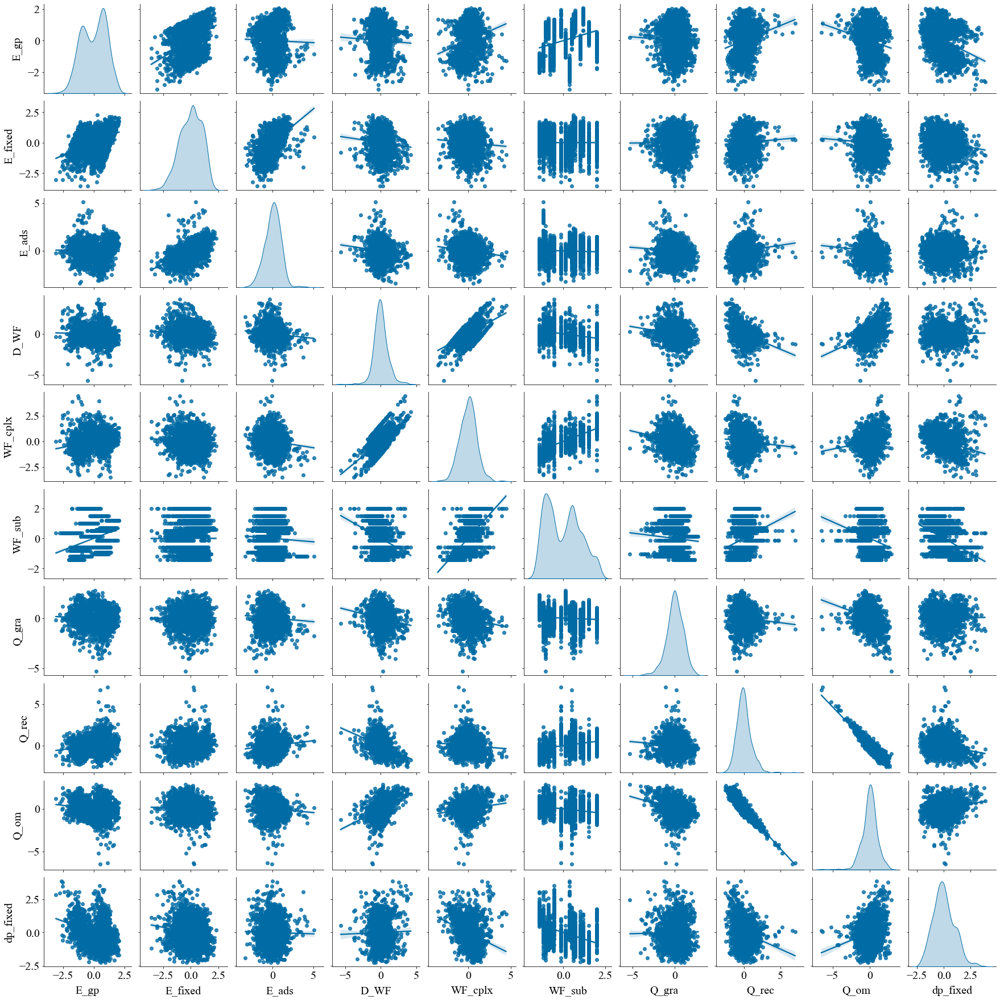 2
0
−2
E_gp
2.5
0.0
−2.5
E_fixed
5
0
E_ads
0
−5
D_WF
2.5
0.0
−2.5
WF_cplx
2
0
−2
WF_sub
0
−5
Q_gra
5
0
Q_rec
0
−5
Q_om
2.5
0.0
−2.5
dp_fixed
−2.5 0.0 2.5 −2.5 0.0 2.5 0 5 −5 0 5 0 5 0.0 2.5 −5 0 0 5 −5 0 −2.5 0.0 2.5
E_gp E_fixed E_ads D_WF WF_cplx WF_sub Q_gra Q_rec Q_om dp_fixed